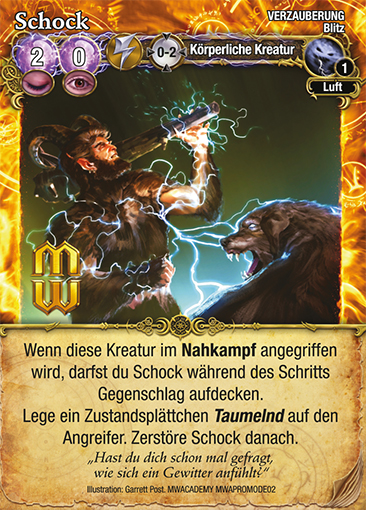 Schock
VERZAUBERUNG
Blitz
2 0 0-2 Körperliche Kreatur
1
Luft
MW
Wenn diese Kreatur im Nahkampf angegriffen
wird, darfst du Schock während des Schritts
Gegenschlag aufdecken.
Lege ein Zustandsplättchen Taumelnd auf den
Angreifer. Zerstöre Schock danach.
„Hast du dich schon mal gefragt,
wie sich ein Gewitter anfühlt?“
Illustration: Garrett Post. MWACADEMY MWAPROMODE02